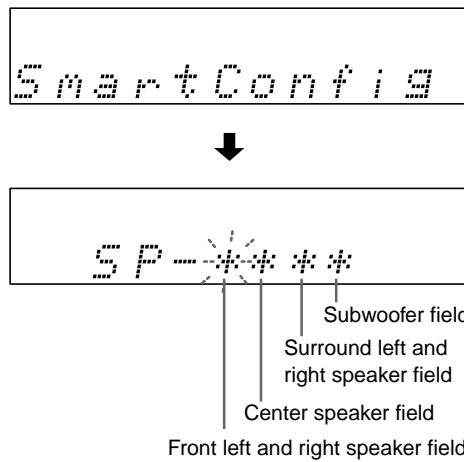 SmartConfig
SP-** **
Subwoofer field
Surround left and
right speaker field
Center speaker field
Front left and right speaker field